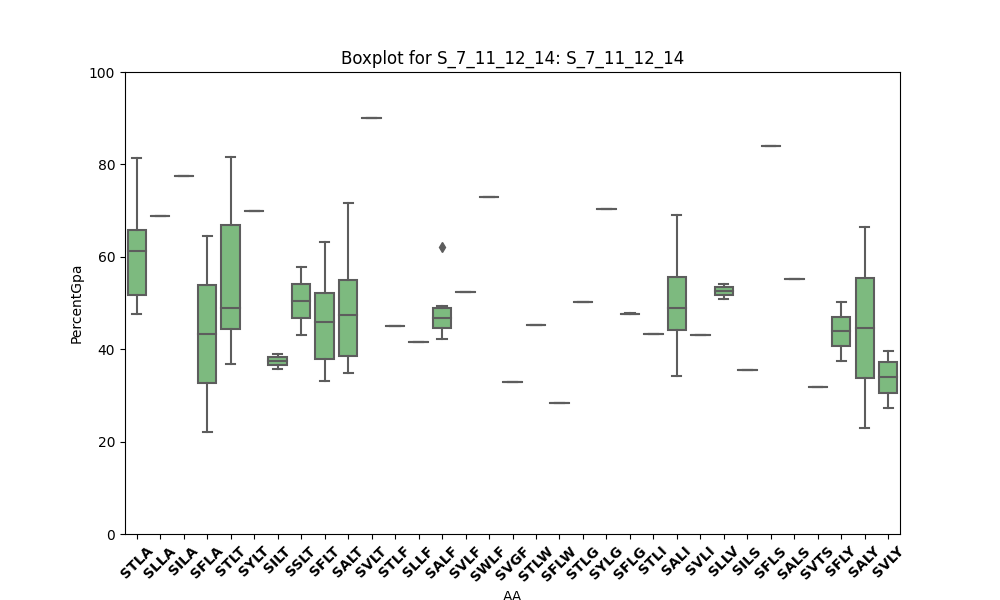 Boxplot for S_7_11_12_14: S_7_11_12_14
100
80
60
40
20
0
PercentGpa
STLA SLLA SILA SFLA STLT SYLT SILT SSLT SFLT SALT SVLT STLF SLLF SALF SVLF SWLF SVGF STLW SFLW STLG SYLG SFLG STLI SALI SVLI SLLV SILS SFLS SALS SVTS SFLY SALY SVLY
AA